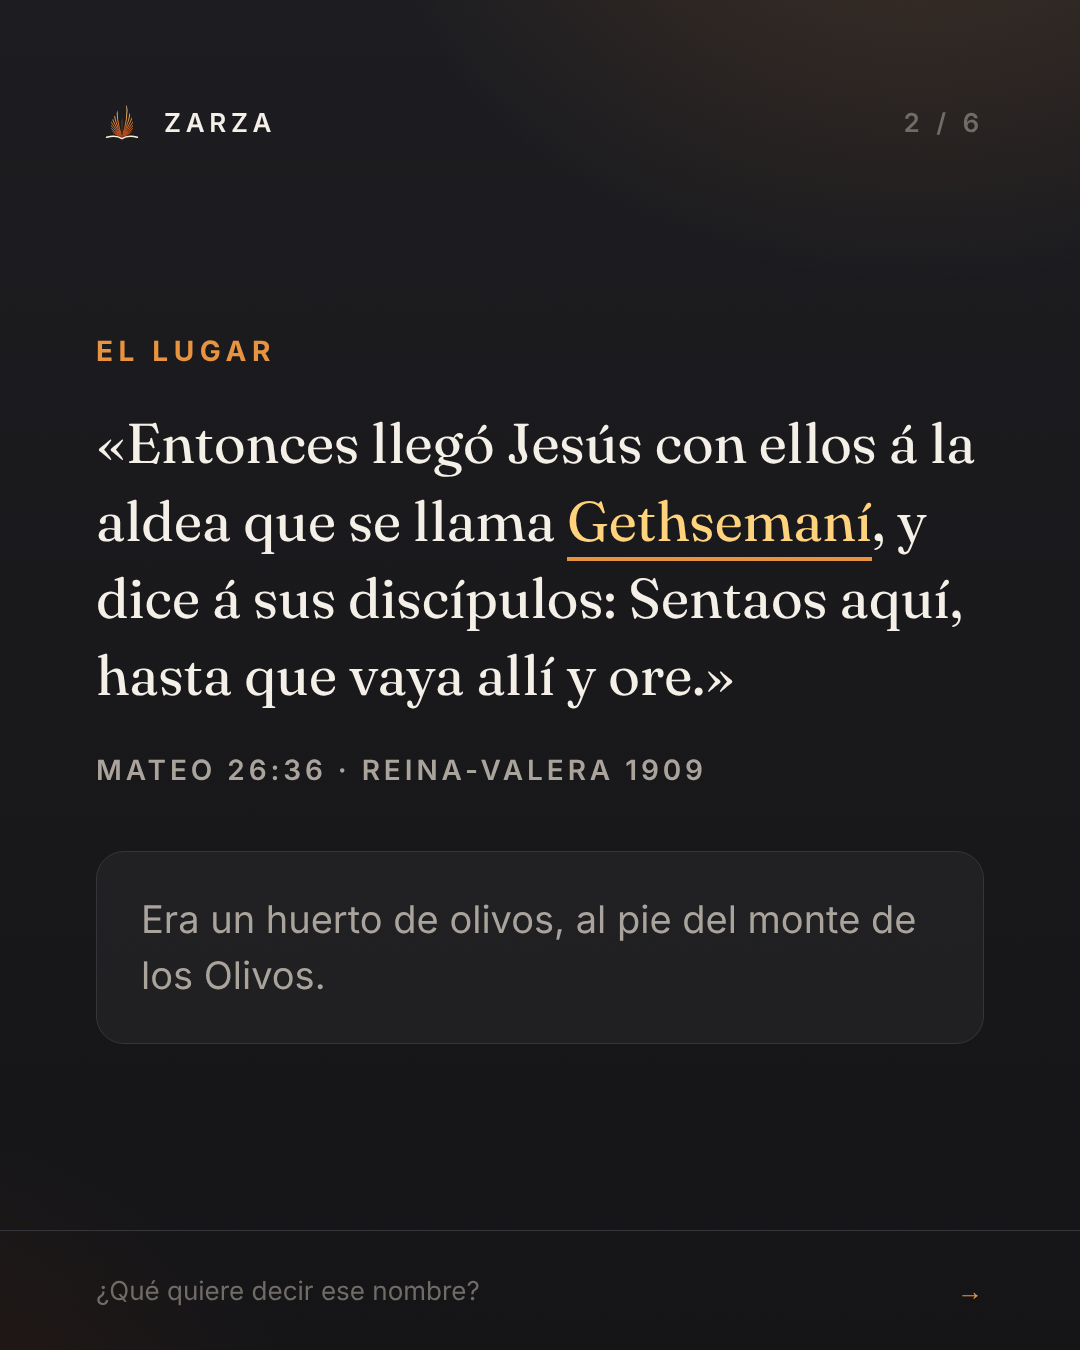 ZARZA
2 / 6
EL LUGAR
«Entonces llegó Jesús con ellos á la
aldea que se llama Gethsemaní, y
dice á sus discípulos: Sentaos aquí,
hasta que vaya allí y ore.»
MATEO 26:36 · REINA-VALERA 1909
Era un huerto de olivos, al pie del monte de
los Olivos.
¿Qué quiere decir ese nombre? →